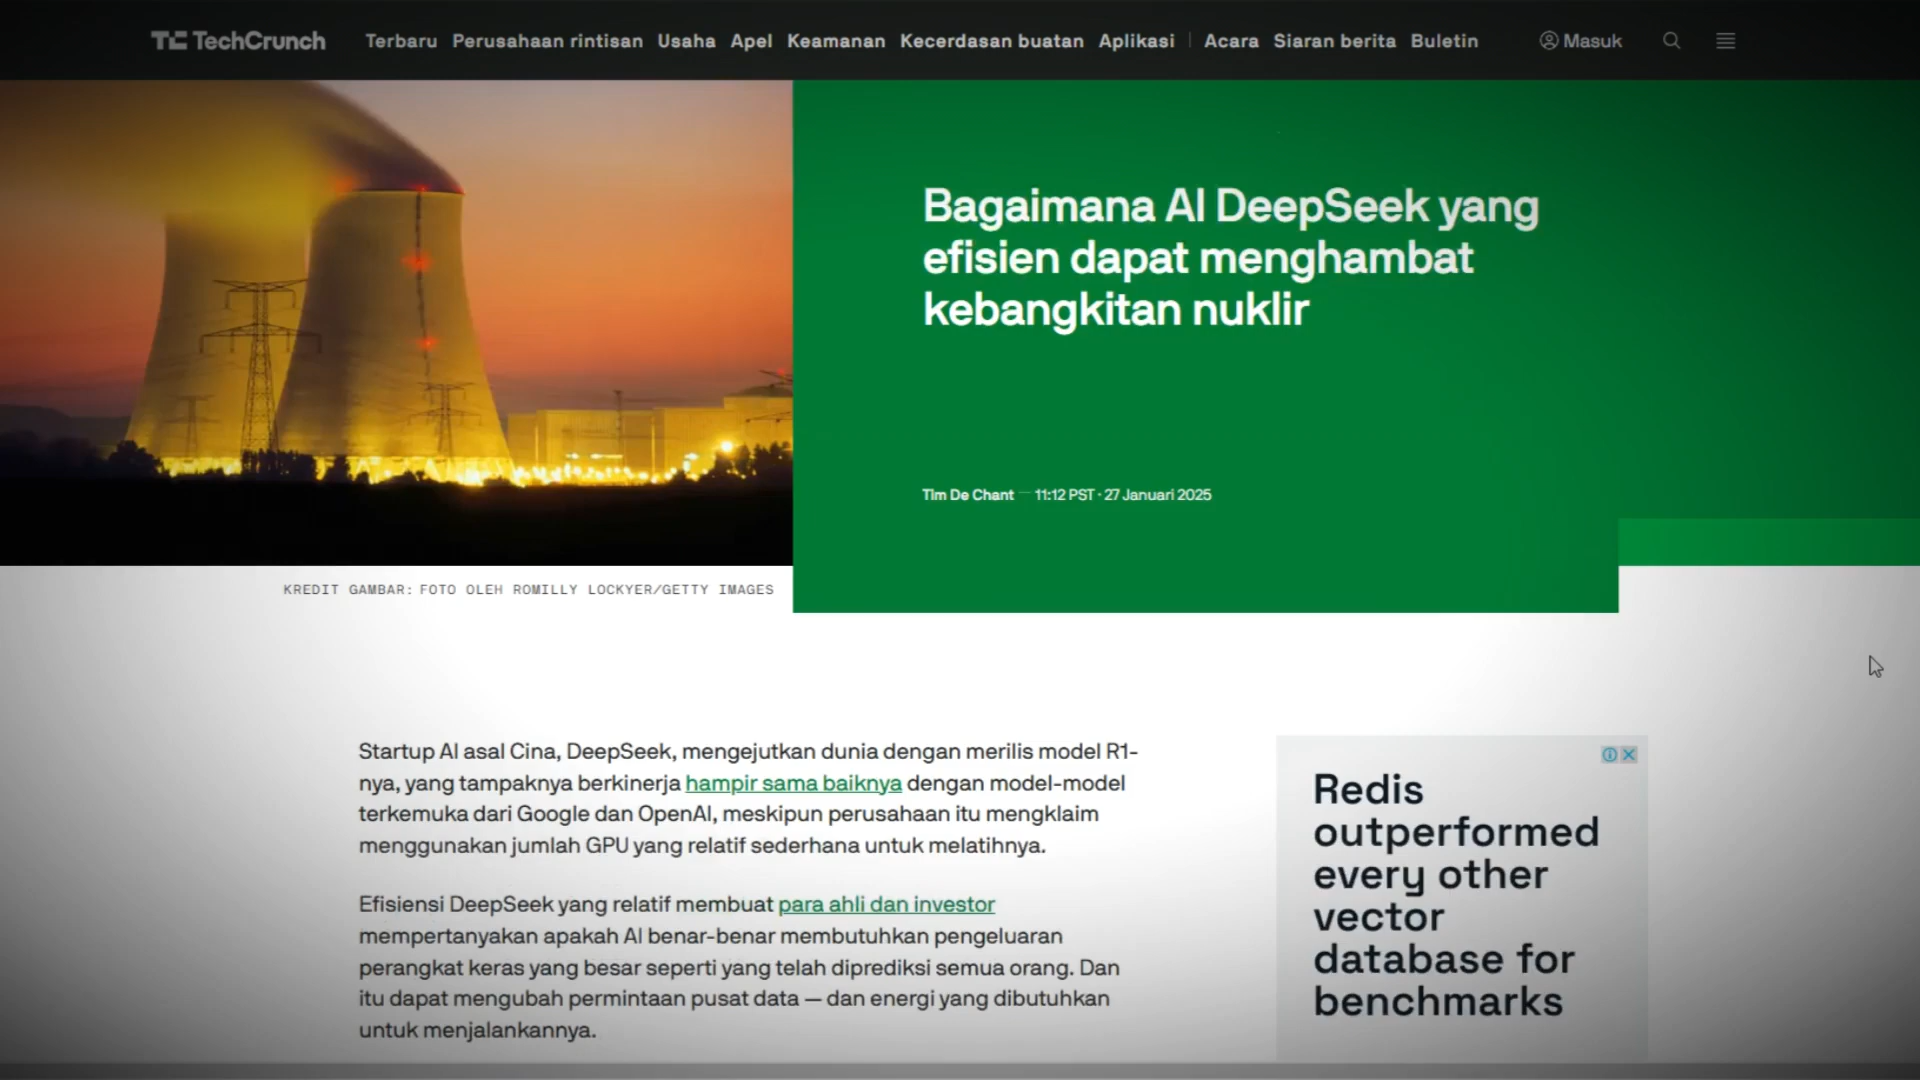 TechCrunch
Terbaru Perusahaan rintisan Usaha Apel Keamanan Kecerdasan buatan Aplikasi Acara Siaran berita Buletin Masuk
Bagaimana AI DeepSeek yang
efisien dapat menghambat
kebangkitan nuklir
Tim De Chant — 11:12 PST · 27 Januari 2025
KREDIT GAMBAR: FOTO OLEH ROMILLY LOCKYER/GETTY IMAGES
Startup AI asal Cina, DeepSeek, mengejutkan dunia dengan merilis model R1-
nya, yang tampaknya berkinerja hampir sama baiknya dengan model-model
terkemuka dari Google dan OpenAI, meskipun perusahaan itu mengklaim
menggunakan jumlah GPU yang relatif sederhana untuk melatihnya.
Efisiensi DeepSeek yang relatif membuat para ahli dan investor
mempertanyakan apakah AI benar-benar membutuhkan pengeluaran
perangkat keras yang besar seperti yang telah diprediksi semua orang. Dan
itu dapat mengubah permintaan pusat data — dan energi yang dibutuhkan
untuk menjalankannya.
Redis
outperformed
every other
vector
database for
benchmarks